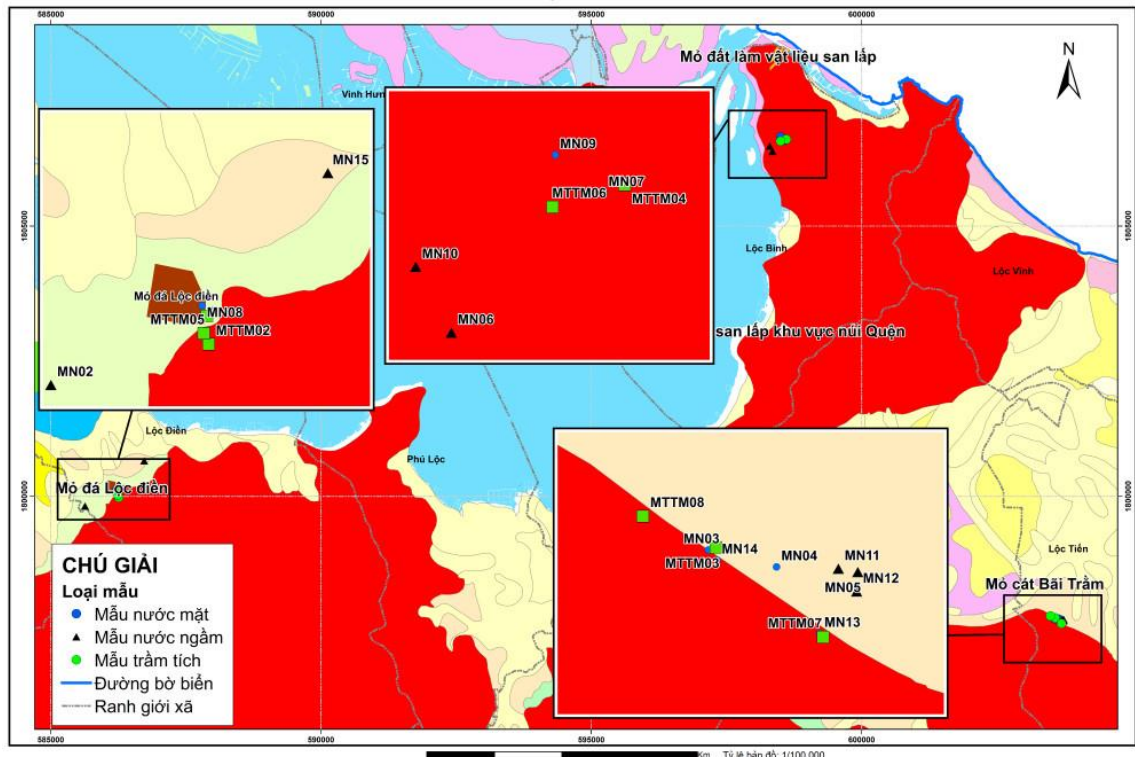 585000
590000
595000
600000
Mỏ đất làm vật liệu san lấp
N
Vinh Hưn
MN15
MN09
MN07
MTTM06
MTTM04
MN10
MN06
1805000
1805000
Lộc Bình
Lộc Vĩnh
Mỏ đá Lộc điền
MN08
MTTM05
MTTM02
MN02
san lấp khu vực núi Quện
Lộc Điền
Phú Lộc
Mỏ đá Lộc điền
1800000
1800000
MTTM08
MN03
MN14
MTTM03
MN04
MN11
MN12
MN05
MTTM07
MN13
Lộc Tiến
Mỏ cát Bãi Trằm
CHÚ GIẢI
Loại mẫu
Mẫu nước mặt
Mẫu nước ngầm
Mẫu trầm tích
Đường bờ biển
Ranh giới xã
585000
590000
595000
600000
Km
Tỷ lệ bản đồ: 1/100.000